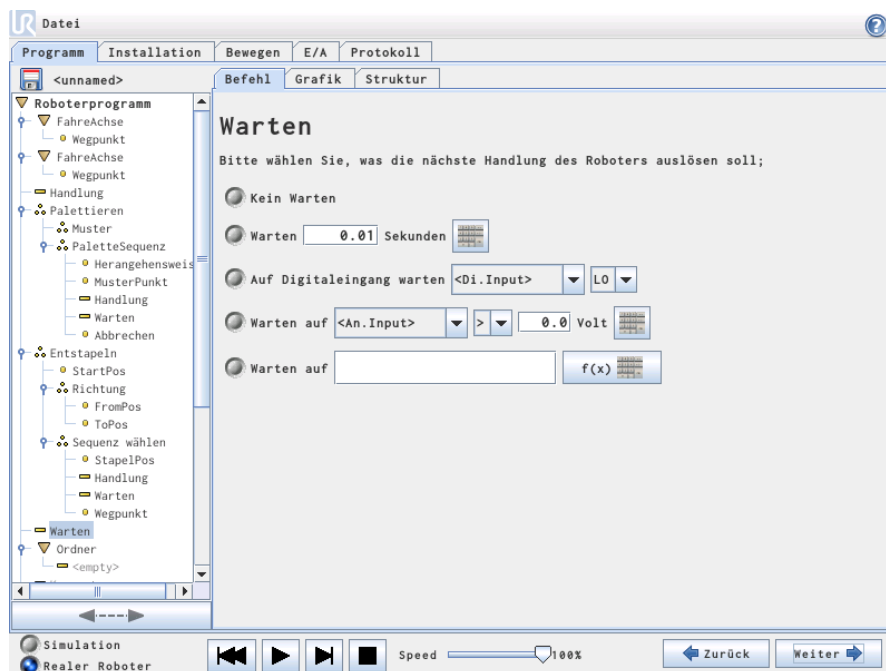 UR Datei
Programm Installation Bewegen E/A Protokoll
<unnamed>
Befehl Grafik Struktur
Roboterprogramm
FahreAchse
Wegpunkt
FahreAchse
Wegpunkt
Handlung
Palettieren
Muster
PaletteSequenz
Herangehensweis
MusterPunkt
Handlung
Warten
Abbrechen
Entstapeln
StartPos
Richtung
FromPos
ToPos
Sequenz wählen
StapelPos
Handlung
Warten
Wegpunkt
Warten
Ordner
<empty>
Warten
Bitte wählen Sie, was die nächste Handlung des Roboters auslösen soll;
Kein Warten
Warten 0.01 Sekunden
Auf Digitaleingang warten <Di.Input> LO
Warten auf <An.Input> > 0.0 Volt
Warten auf f(x)
Simulation
Realer Roboter
Speed 100%
Zurück Weiter